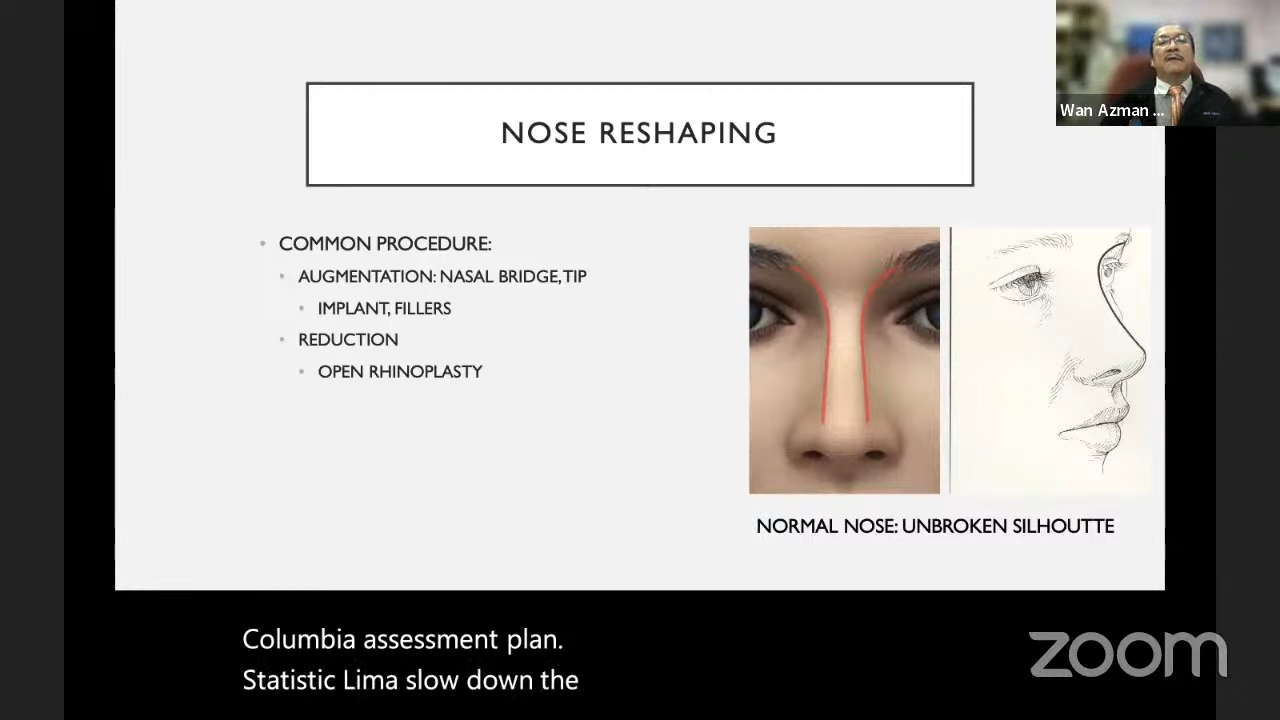 Wan Azman ...
NOSE RESHAPING
• COMMON PROCEDURE:
• AUGMENTATION: NASAL BRIDGE, TIP
• IMPLANT, FILLERS
• REDUCTION
• OPEN RHINOPLASTY
NORMAL NOSE: UNBROKEN SILHOUTTE
Columbia assessment plan.
Statistic Lima slow down the
zoom